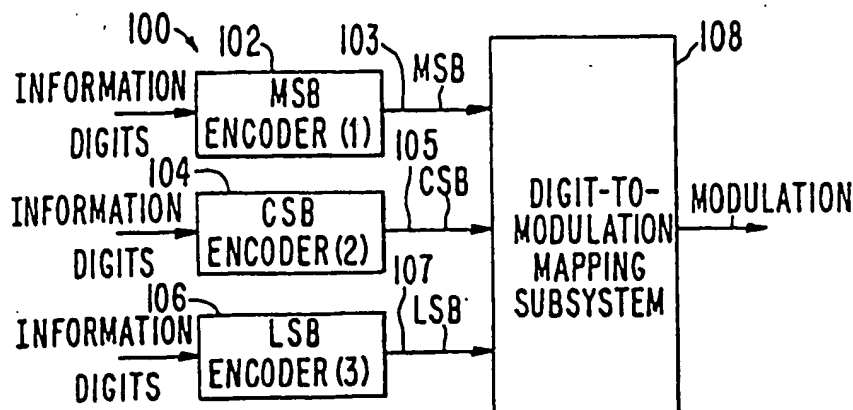 100
102
103
MSB
108
INFORMATION
DIGITS
MSB
ENCODER (1)
104
105
CSB
INFORMATION
DIGITS
CSB
ENCODER (2)
DIGIT-TO-
MODULATION
MAPPING
SUBSYSTEM
MODULATION
106
107
LSB
INFORMATION
DIGITS
LSB
ENCODER (3)